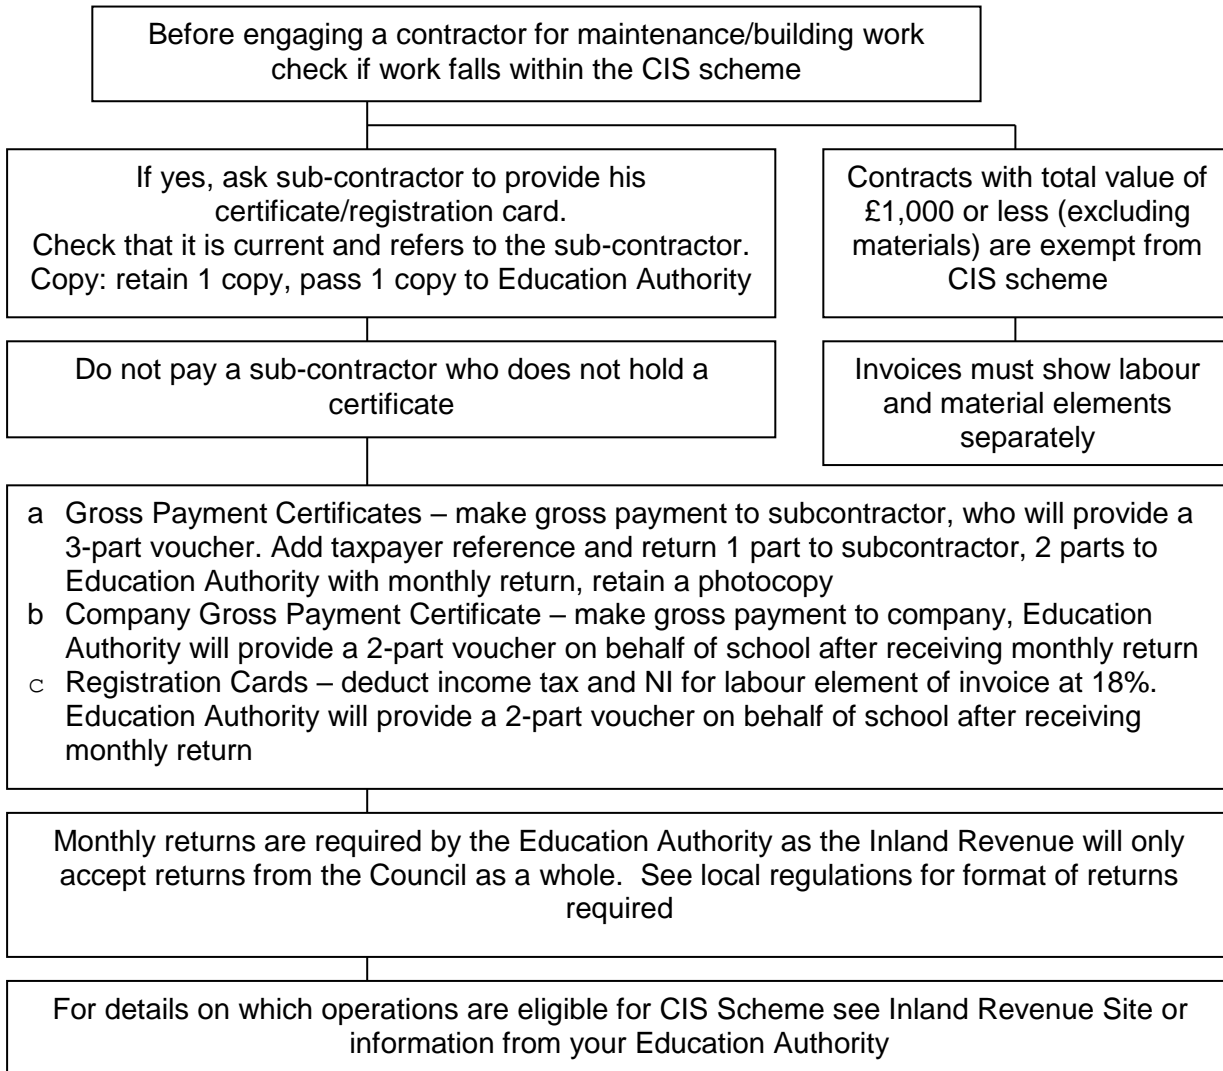 Before engaging a contractor for maintenance/building work
check if work falls within the CIS scheme
If yes, ask sub-contractor to provide his
certificate/registration card.
Check that it is current and refers to the sub-contractor.
Copy: retain 1 copy, pass 1 copy to Education Authority
Contracts with total value of
£1,000 or less (excluding
materials) are exempt from
CIS scheme
Do not pay a sub-contractor who does not hold a
certificate
Invoices must show labour
and material elements
separately
a Gross Payment Certificates – make gross payment to subcontractor, who will provide a
3-part voucher. Add taxpayer reference and return 1 part to subcontractor, 2 parts to
Education Authority with monthly return, retain a photocopy
b Company Gross Payment Certificate – make gross payment to company, Education
Authority will provide a 2-part voucher on behalf of school after receiving monthly return
c Registration Cards – deduct income tax and NI for labour element of invoice at 18%.
Education Authority will provide a 2-part voucher on behalf of school after receiving
monthly return
Monthly returns are required by the Education Authority as the Inland Revenue will only
accept returns from the Council as a whole.  See local regulations for format of returns
required
For details on which operations are eligible for CIS Scheme see Inland Revenue Site or
information from your Education Authority